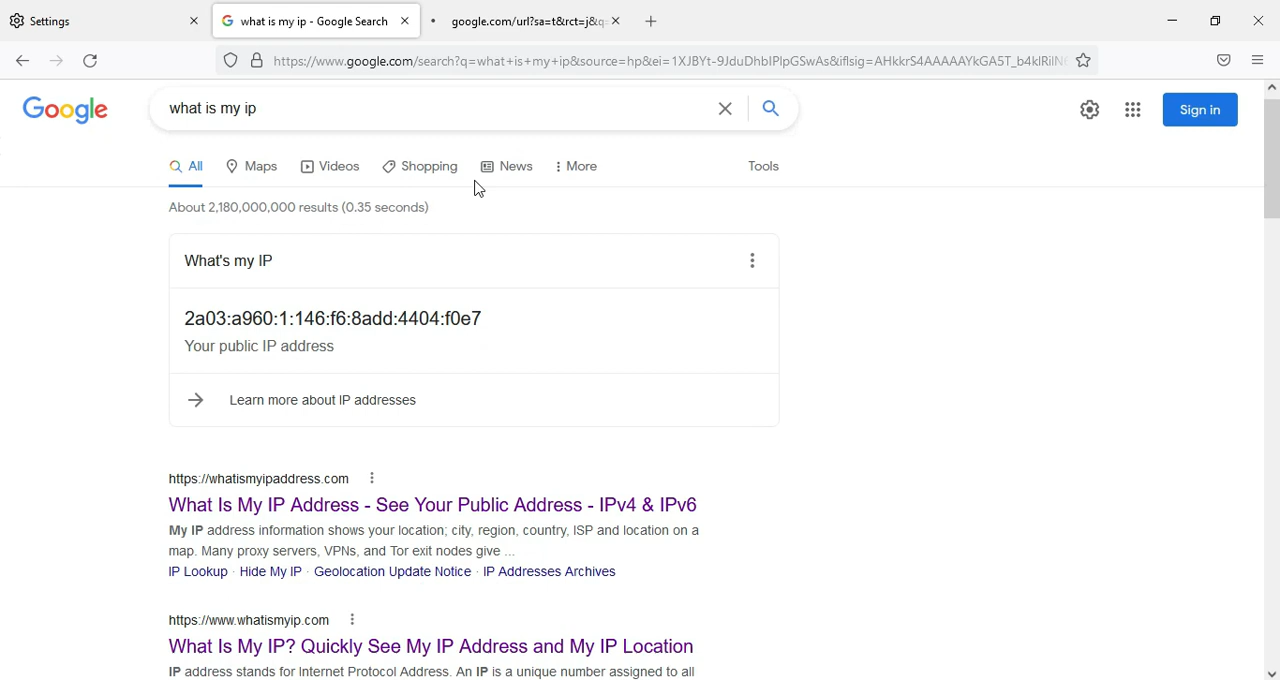 Settings
what is my ip - Google Search
google.com/url?sa=t&rct=j&q=
https://www.google.com/search?q=what+is+my+ip&source=hp&ei=1XJBYt-9JduDhbIPlpGSwAs&iflsig=AHkkrS4AAAAAYkGA5T_b4klRilN
Google
what is my ip
Sign in
All
Maps
Videos
Shopping
News
More
Tools
About 2,180,000,000 results (0.35 seconds)
What's my IP
2a03:a960:1:146:f6:8add:4404:f0e7
Your public IP address
Learn more about IP addresses
https://whatismyipaddress.com
What Is My IP Address - See Your Public Address - IPv4 & IPv6
My IP address information shows your location; city, region, country, ISP and location on a
map. Many proxy servers, VPNs, and Tor exit nodes give ...
IP Lookup · Hide My IP · Geolocation Update Notice · IP Addresses Archives
https://www.whatismyip.com
What Is My IP? Quickly See My IP Address and My IP Location
IP address stands for Internet Protocol Address. An IP is a unique number assigned to all